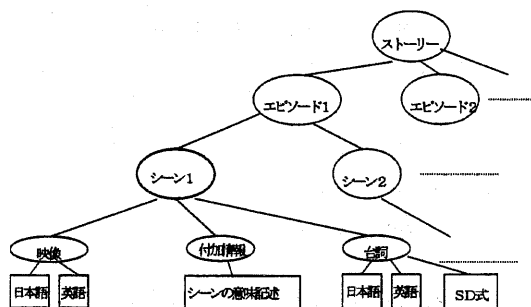 ストーリー
エピソード1
エピソード2
シーン1
シーン2
映像
付加情報
台詞
日本語
英語
シーンの意味記述
日本語
英語
SD式